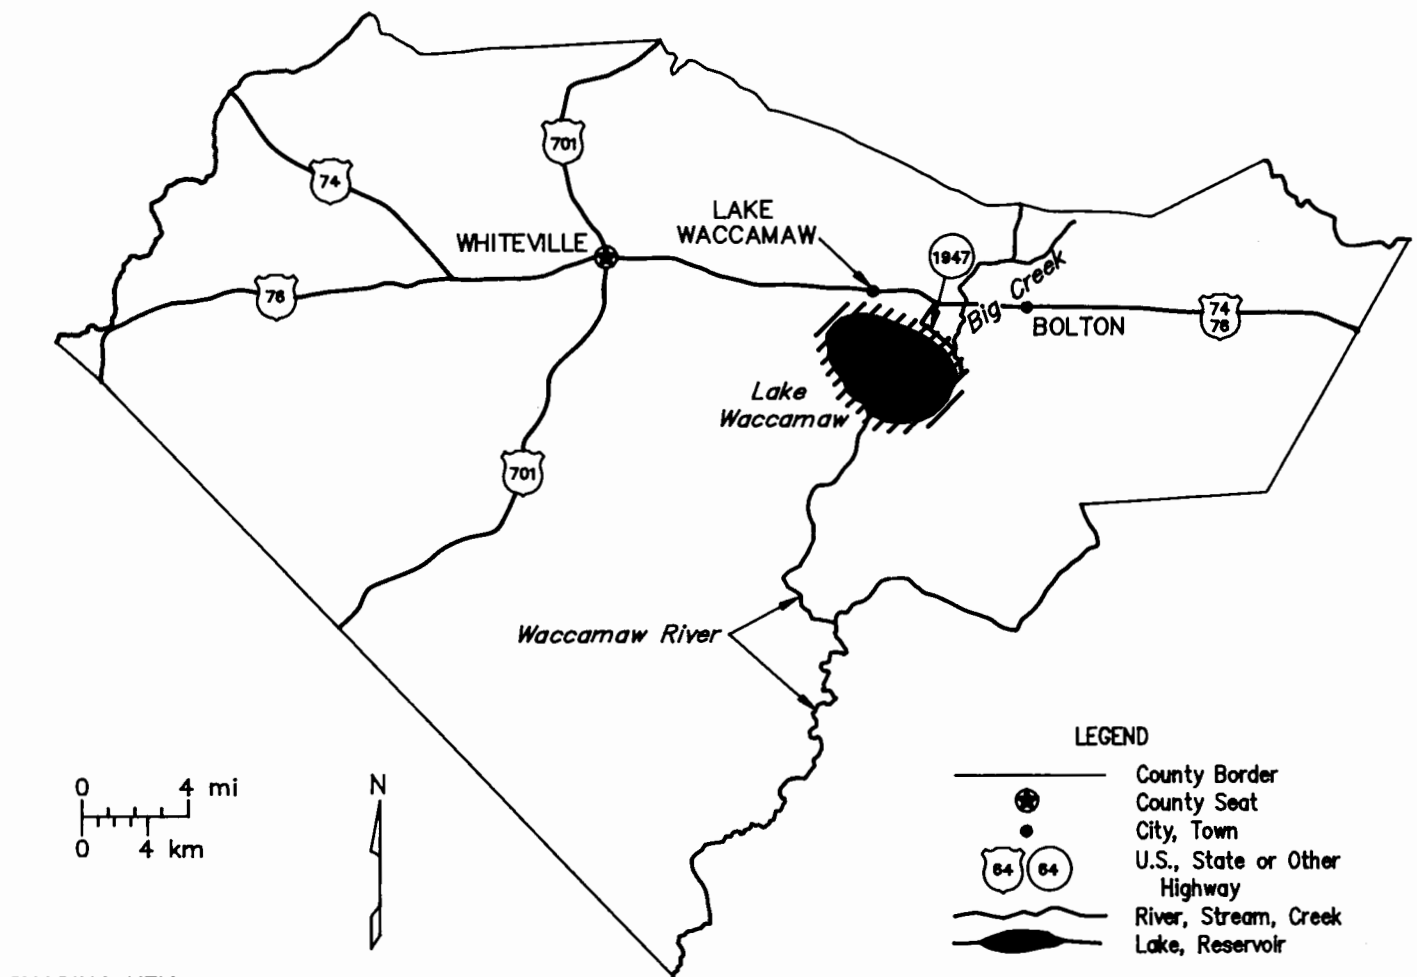 701
74
LAKE
WACCAMAW
WHITEVILLE
1947
Big Creek
76
BOLTON
74
76
Lake
Waccamaw
701
Waccamaw River
LEGEND
0 4 mi
N
County Border
County Seat
0 4 km
City, Town
64 64
U.S., State or Other
Highway
River, Stream, Creek
Lake, Reservoir